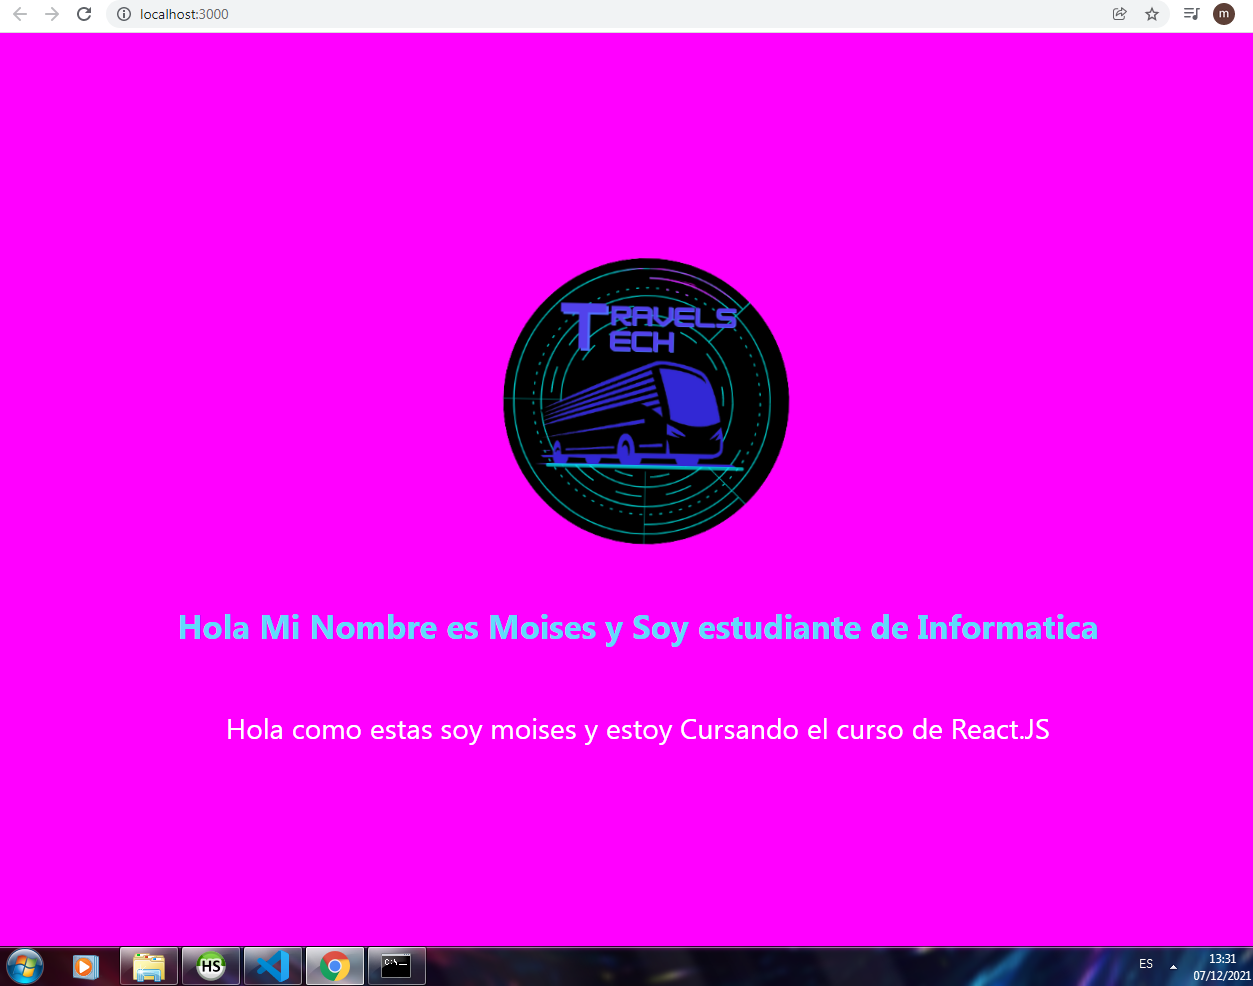 localhost:3000
m
TRAVELS
TECH
Hola Mi Nombre es Moises y Soy estudiante de Informatica
Hola como estas soy moises y estoy Cursando el curso de React.JS
HS
C:\.
ES
13:31
07/12/2021